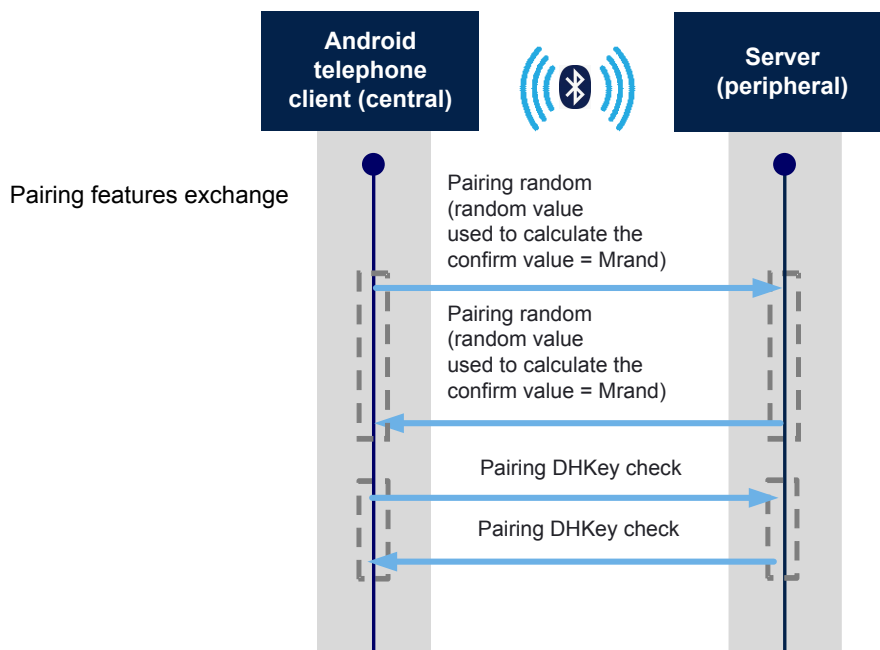 Android
telephone
client (central)
Server
(peripheral)
Pairing features exchange
Pairing random
(random value
used to calculate the
confirm value = Mrand)
Pairing random
(random value
used to calculate the
confirm value = Mrand)
Pairing DHKey check
Pairing DHKey check